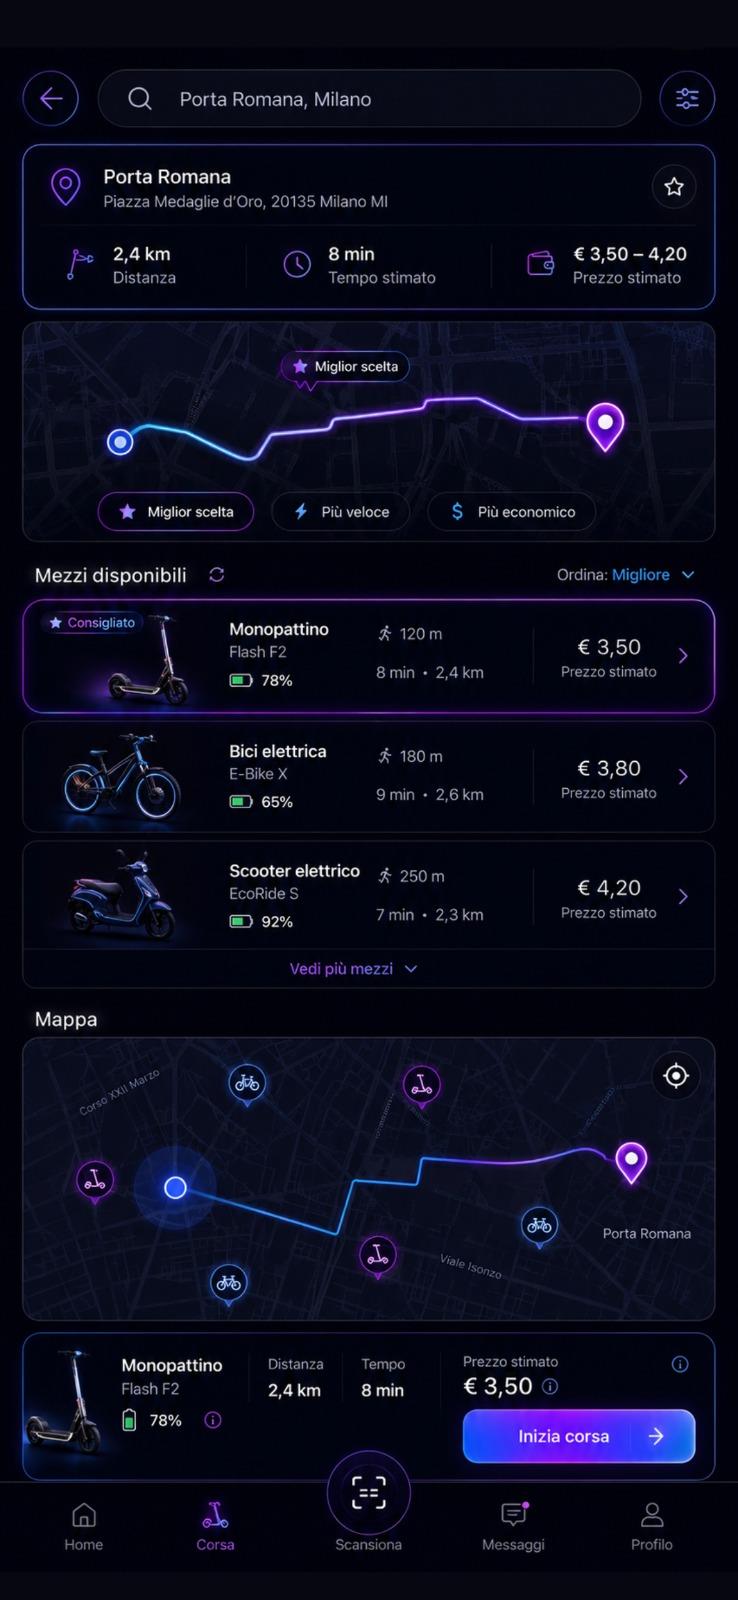 Porta Romana, Milano
Porta Romana
Piazza Medaglie d'Oro, 20135 Milano MI
2,4 km
Distanza
8 min
Tempo stimato
€ 3,50 – 4,20
Prezzo stimato
Miglior scelta
Miglior scelta
Più veloce
$ Più economico
Mezzi disponibili
Ordina: Migliore
Consigliato
Monopattino
Flash F2
78%
120 m
8 min • 2,4 km
€ 3,50
Prezzo stimato
Bici elettrica
E-Bike X
65%
180 m
9 min • 2,6 km
€ 3,80
Prezzo stimato
Scooter elettrico
EcoRide S
92%
250 m
7 min • 2,3 km
€ 4,20
Prezzo stimato
Vedi più mezzi
Mappa
Corso XXII Marzo
Porta Romana
Viale Isonzo
Monopattino
Flash F2
78%
Distanza
2,4 km
Tempo
8 min
Prezzo stimato
€ 3,50
Inizia corsa
Home
Corsa
Scansiona
Messaggi
Profilo